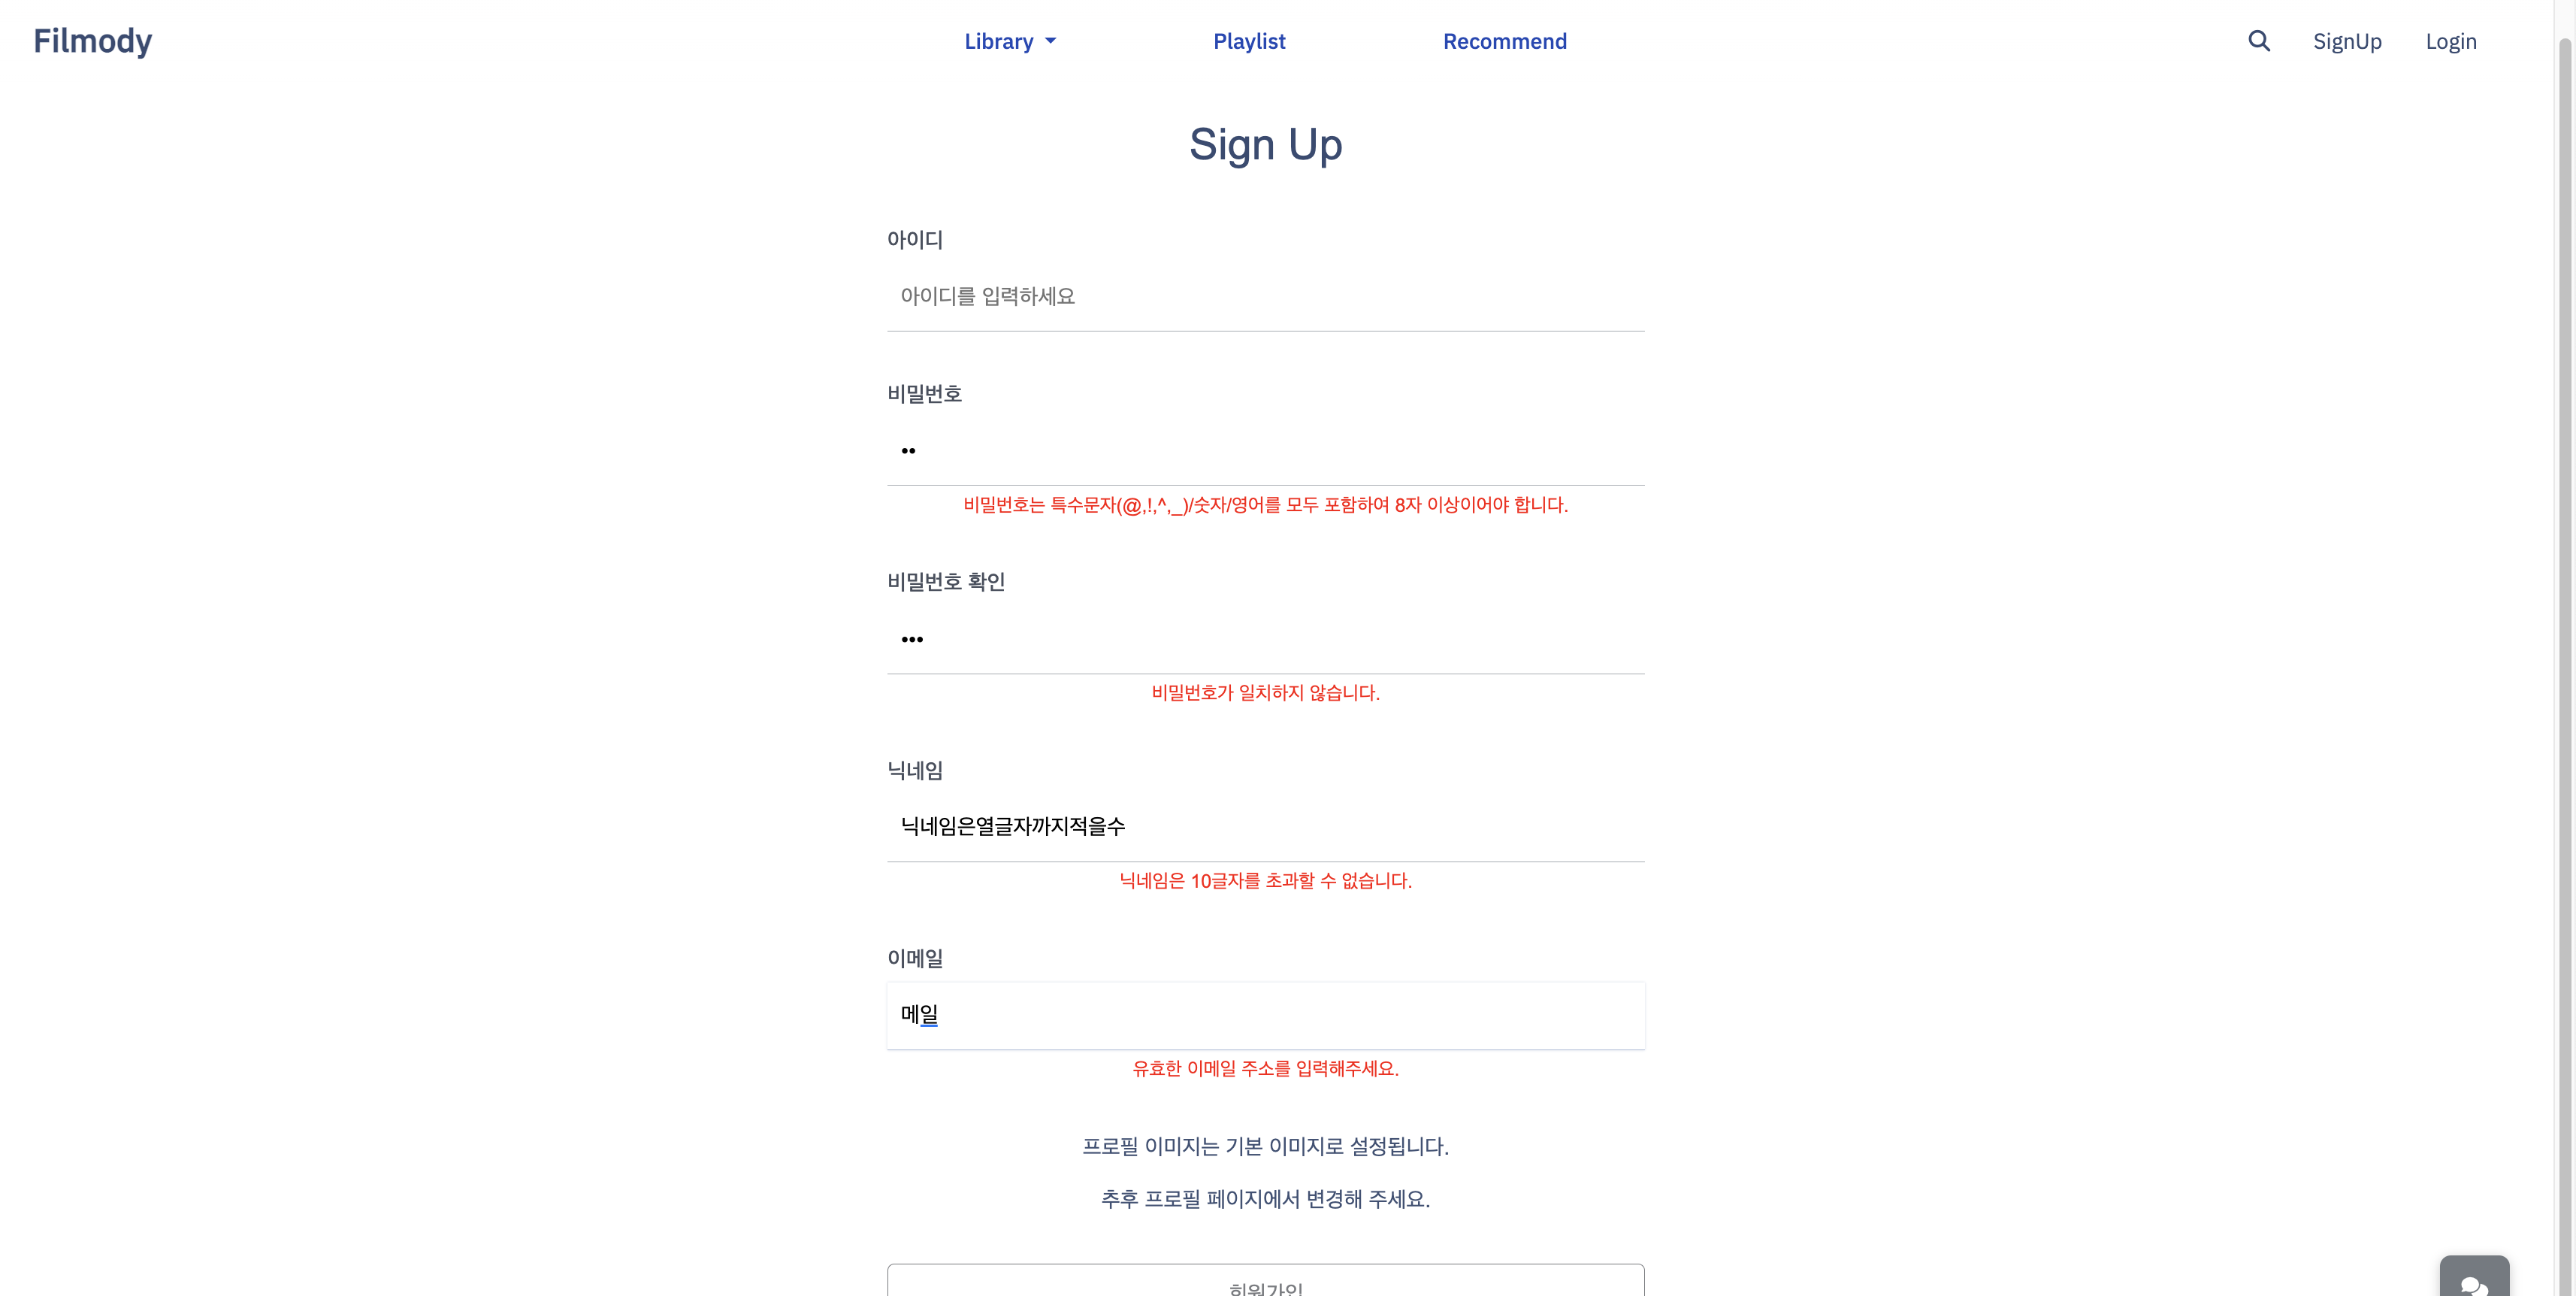 Filmody Library Playlist Recommend SignUp Login
Sign Up
아이디
아이디를 입력하세요
비밀번호
••
비밀번호는 특수문자(@,!,^,_)/숫자/영어를 모두 포함하여 8자 이상이어야 합니다.
비밀번호 확인
•••
비밀번호가 일치하지 않습니다.
닉네임
닉네임은열글자까지적을수
닉네임은 10글자를 초과할 수 없습니다.
이메일
메일
유효한 이메일 주소를 입력해주세요.
프로필 이미지는 기본 이미지로 설정됩니다.
추후 프로필 페이지에서 변경해 주세요.
회원가입